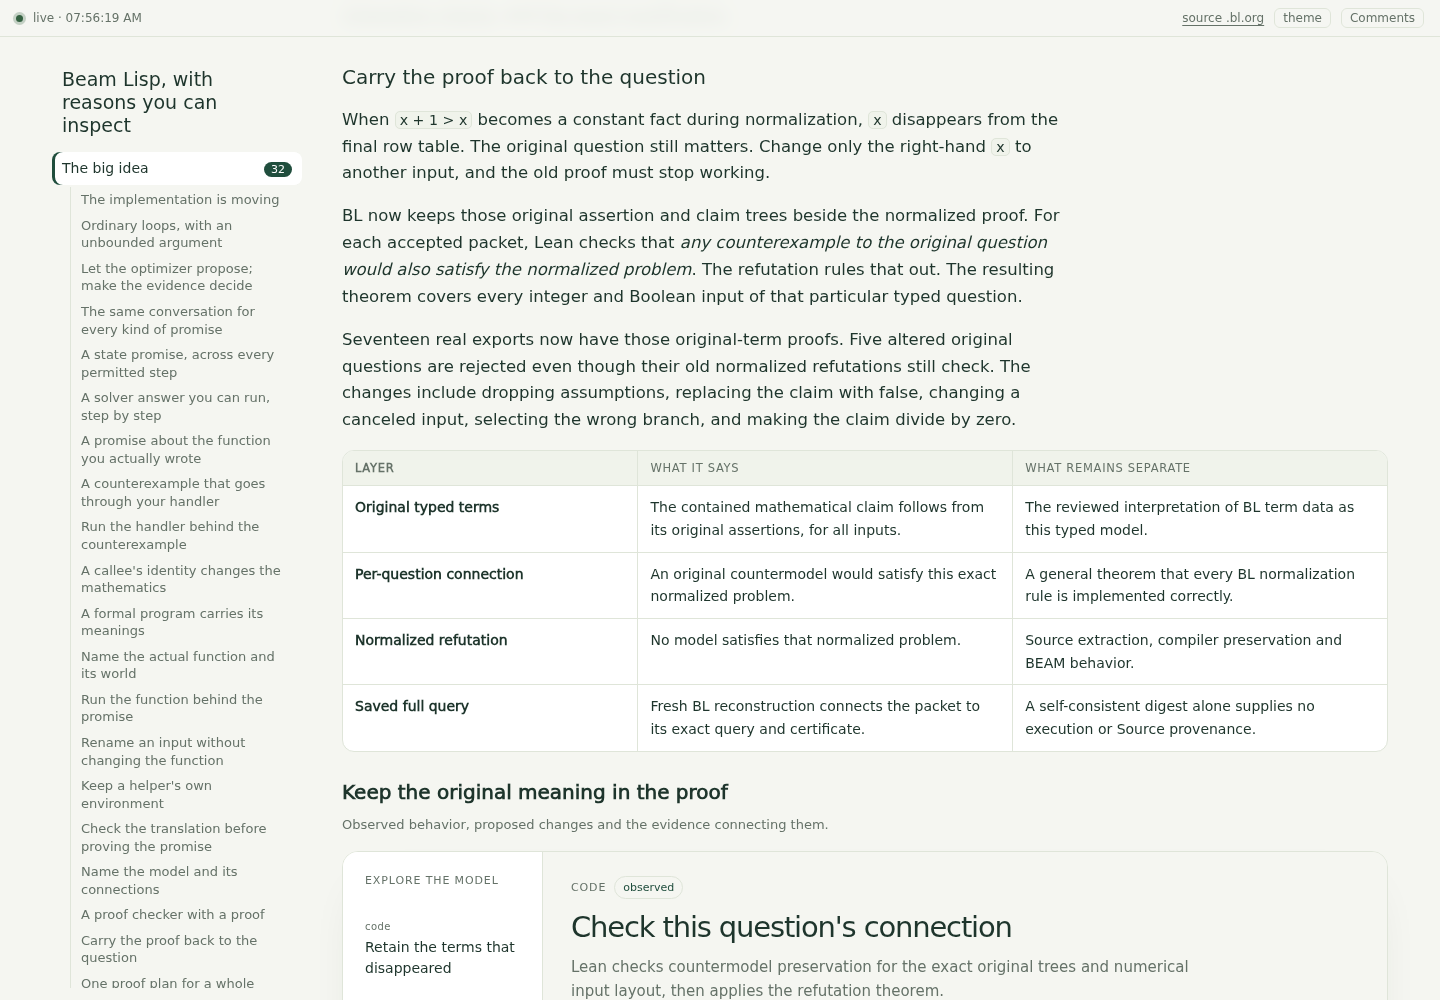 live · 07:56:19 AM
source .bl.org
theme
Comments
Beam Lisp, with
reasons you can
inspect
The big idea
32
The implementation is moving
Ordinary loops, with an
unbounded argument
Let the optimizer propose;
make the evidence decide
The same conversation for
every kind of promise
A state promise, across every
permitted step
A solver answer you can run,
step by step
A promise about the function
you actually wrote
A counterexample that goes
through your handler
Run the handler behind the
counterexample
A callee's identity changes the
mathematics
A formal program carries its
meanings
Name the actual function and
its world
Run the function behind the
promise
Rename an input without
changing the function
Keep a helper's own
environment
Check the translation before
proving the promise
Name the model and its
connections
A proof checker with a proof
Carry the proof back to the
question
One proof plan for a whole
Carry the proof back to the question
When x + 1 > x becomes a constant fact during normalization, x disappears from the
final row table. The original question still matters. Change only the right-hand x to
another input, and the old proof must stop working.
BL now keeps those original assertion and claim trees beside the normalized proof. For
each accepted packet, Lean checks that any counterexample to the original question
would also satisfy the normalized problem. The refutation rules that out. The resulting
theorem covers every integer and Boolean input of that particular typed question.
Seventeen real exports now have those original-term proofs. Five altered original
questions are rejected even though their old normalized refutations still check. The
changes include dropping assumptions, replacing the claim with false, changing a
canceled input, selecting the wrong branch, and making the claim divide by zero.
LAYER
WHAT IT SAYS
WHAT REMAINS SEPARATE
Original typed terms
The contained mathematical claim follows from
its original assertions, for all inputs.
The reviewed interpretation of BL term data as
this typed model.
Per-question connection
An original countermodel would satisfy this exact
normalized problem.
A general theorem that every BL normalization
rule is implemented correctly.
Normalized refutation
No model satisfies that normalized problem.
Source extraction, compiler preservation and
BEAM behavior.
Saved full query
Fresh BL reconstruction connects the packet to
its exact query and certificate.
A self-consistent digest alone supplies no
execution or Source provenance.
Keep the original meaning in the proof
Observed behavior, proposed changes and the evidence connecting them.
EXPLORE THE MODEL
code
Retain the terms that
disappeared
CODE
observed
Check this question's connection
Lean checks countermodel preservation for the exact original trees and numerical
input layout, then applies the refutation theorem.